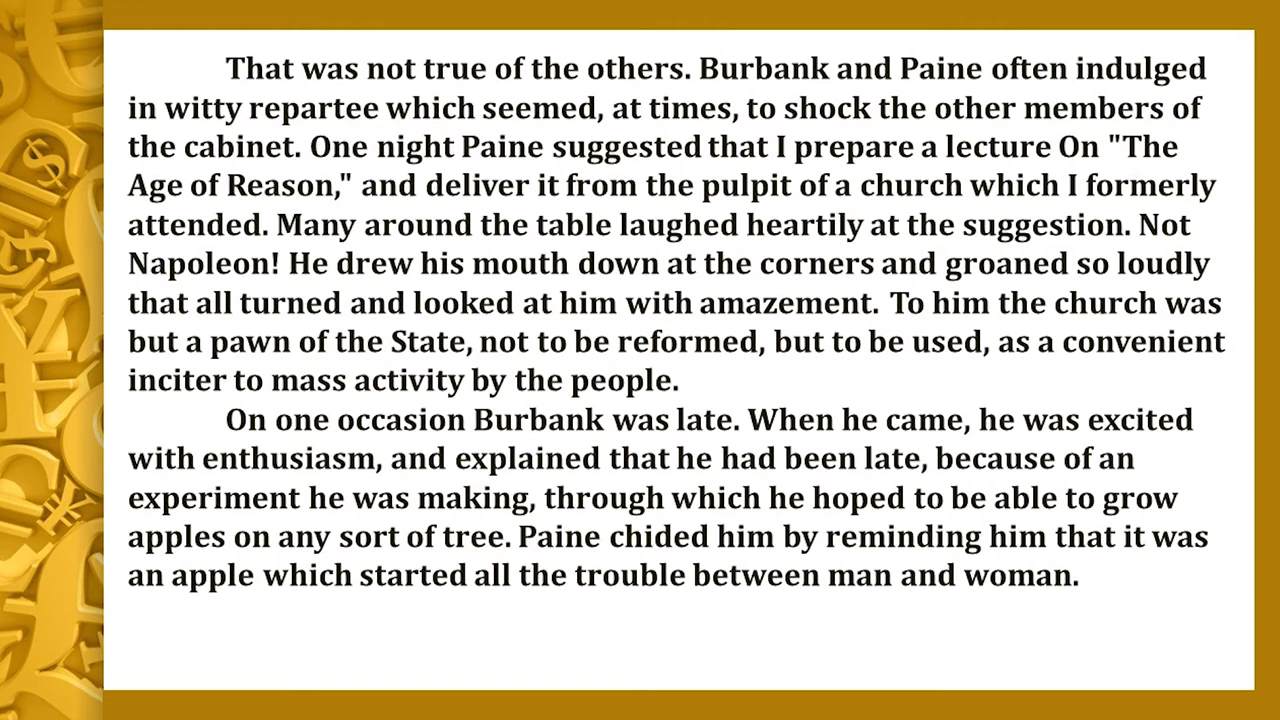 That was not true of the others. Burbank and Paine often indulged
in witty repartee which seemed, at times, to shock the other members of
the cabinet. One night Paine suggested that I prepare a lecture On "The
Age of Reason," and deliver it from the pulpit of a church which I formerly
attended. Many around the table laughed heartily at the suggestion. Not
Napoleon! He drew his mouth down at the corners and groaned so loudly
that all turned and looked at him with amazement. To him the church was
but a pawn of the State, not to be reformed, but to be used, as a convenient
inciter to mass activity by the people.
On one occasion Burbank was late. When he came, he was excited
with enthusiasm, and explained that he had been late, because of an
experiment he was making, through which he hoped to be able to grow
apples on any sort of tree. Paine chided him by reminding him that it was
an apple which started all the trouble between man and woman.